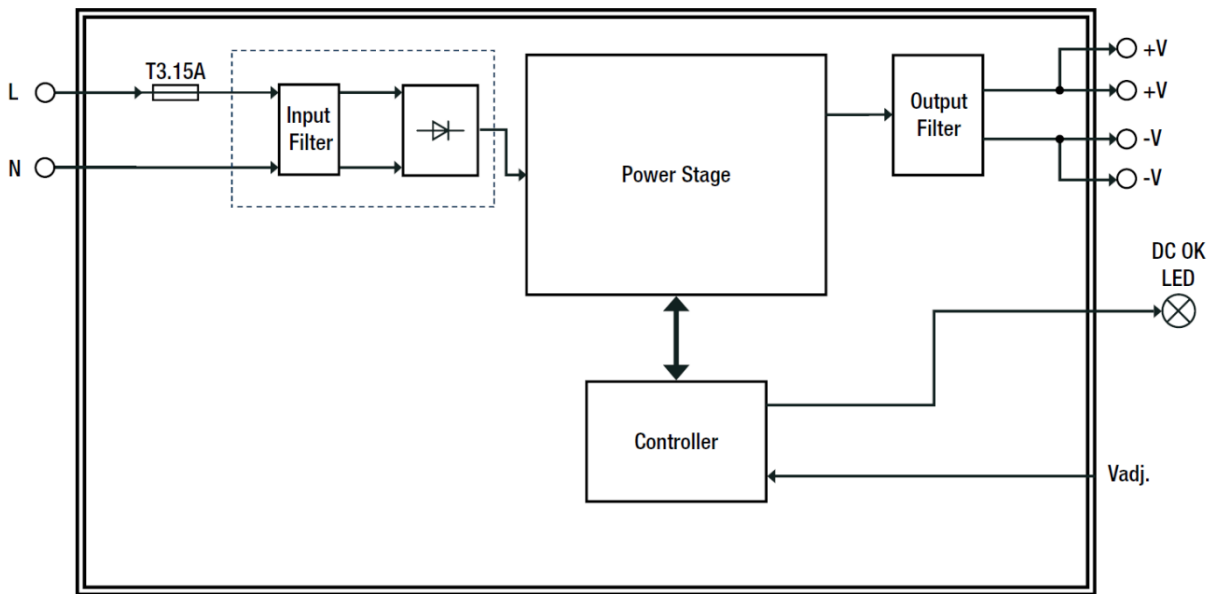 T3.15A
L
N
Input
Filter
Power Stage
Output
Filter
+V
+V
-V
-V
DC OK
LED
Controller
Vadj.